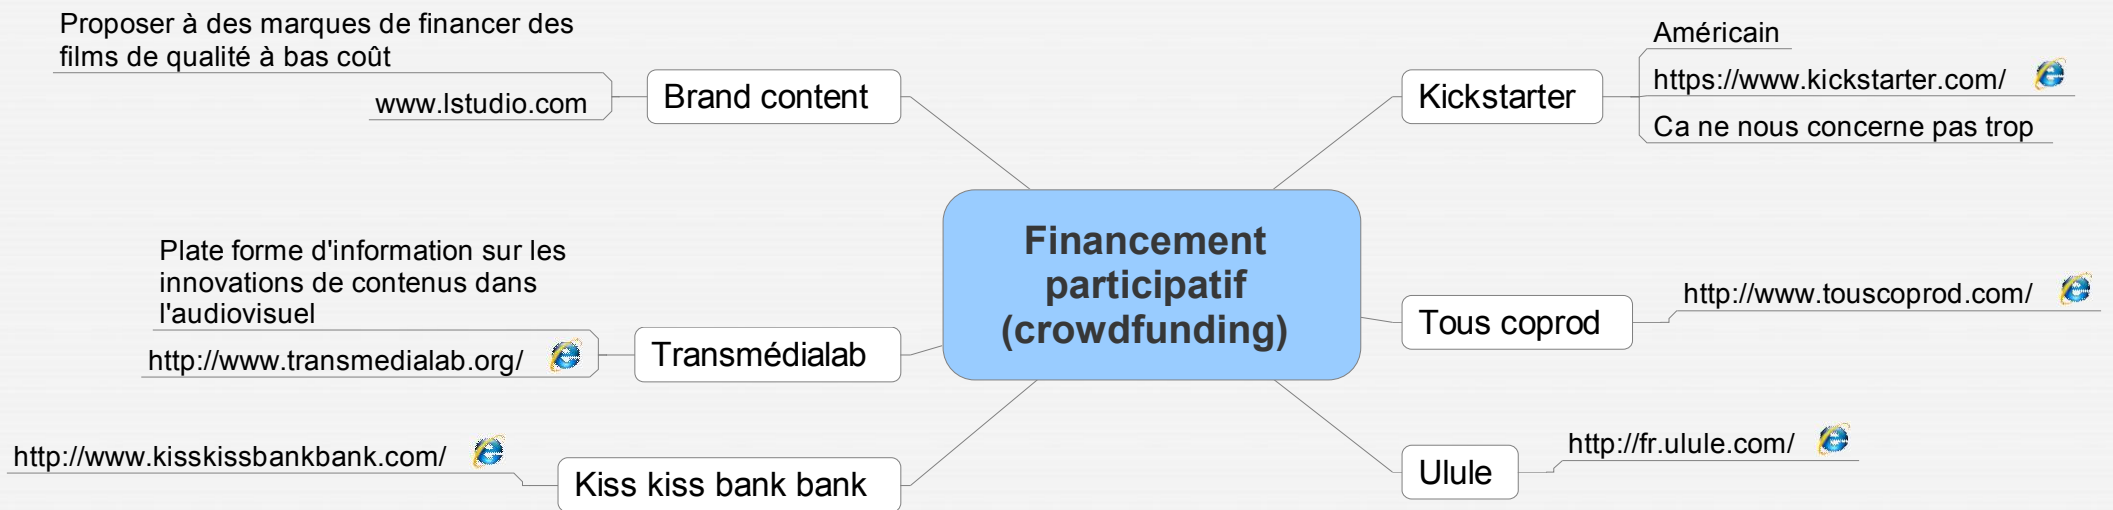 Proposer à des marques de financer des
films de qualité à bas coût
www.lstudio.com
Brand content
Plate forme d'information sur les
innovations de contenus dans
l'audiovisuel
http://www.transmedialab.org/
Transmédialab
http://www.kisskissbankbank.com/
Kiss kiss bank bank
Financement
participatif
(crowdfunding)
Kickstarter
Américain
https://www.kickstarter.com/
Ca ne nous concerne pas trop
Tous coprod
http://www.touscoprod.com/
Ulule
http://fr.ulule.com/